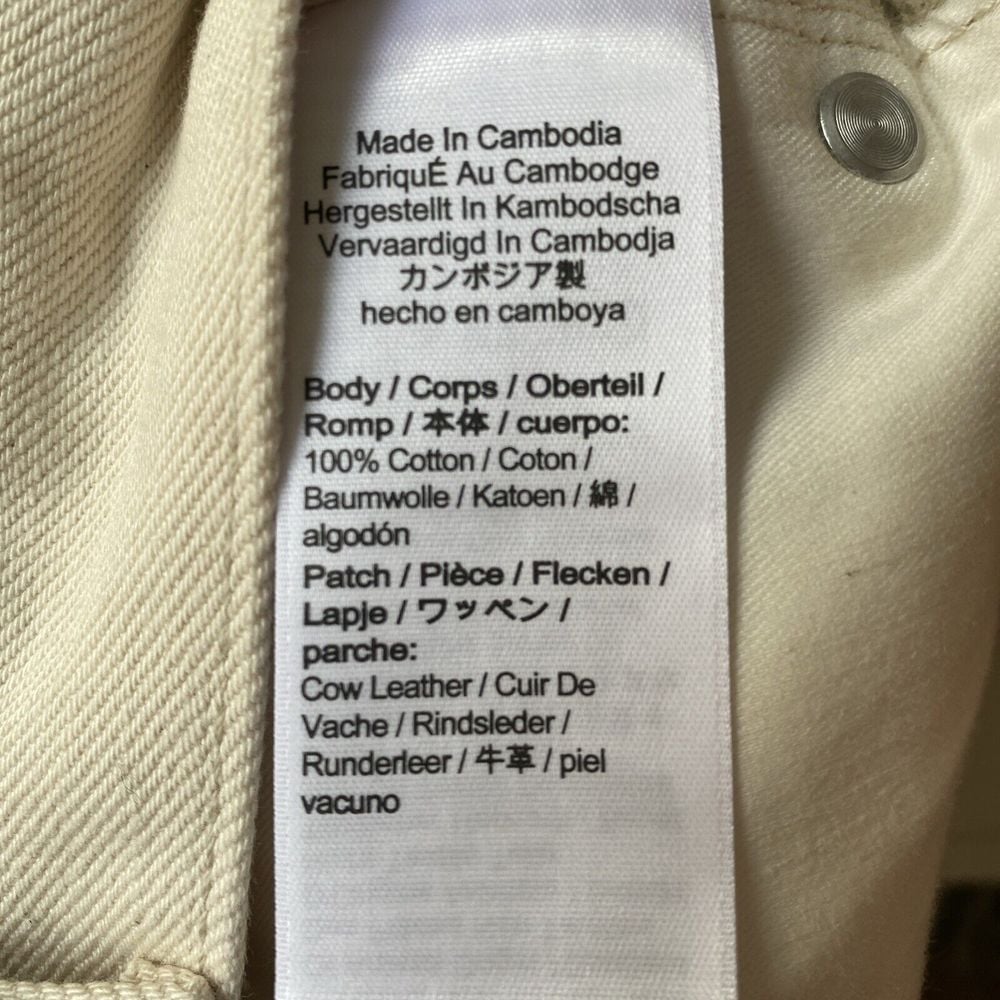 Made In Cambodia
FabriquÉ Au Cambodge
Hergestellt In Kambodscha
Vervaardigd In Cambodja
カンボジア製
hecho en camboya
Body / Corps / Oberteil /
Romp / 本体 / cuerpo:
100% Cotton / Coton /
Baumwolle / Katoen / 綿 /
algodón
Patch / Pièce / Flecken /
Lapje / ワッペン /
parche:
Cow Leather / Cuir De
Vache / Rindsleder /
Runderleer / 牛革 / piel
vacuno